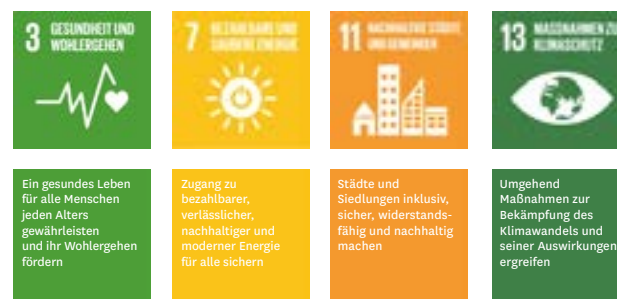 3 GESUNDHEIT UND
WOHLERGEHEN
7 BEZAHLBARE UND
SAUBERE ENERGIE
11 NACHHALTIGE STÄDTE
UND GEMEINDEN
13 MASSNAHMEN ZU
KLIMASCHUTZ
Ein gesundes Leben
für alle Menschen
jeden Alters
gewährleisten
und ihr Wohlergehen
fördern
Zugang zu
bezahlbarer,
verlässlicher,
nachhaltiger und
moderner Energie
für alle sichern
Städte und
Siedlungen inklusiv,
sicher, widerstands-
fähig und nachhaltig
machen
Umgehend
Maßnahmen zur
Bekämpfung des
Klimawandels und
seiner Auswirkungen
ergreifen